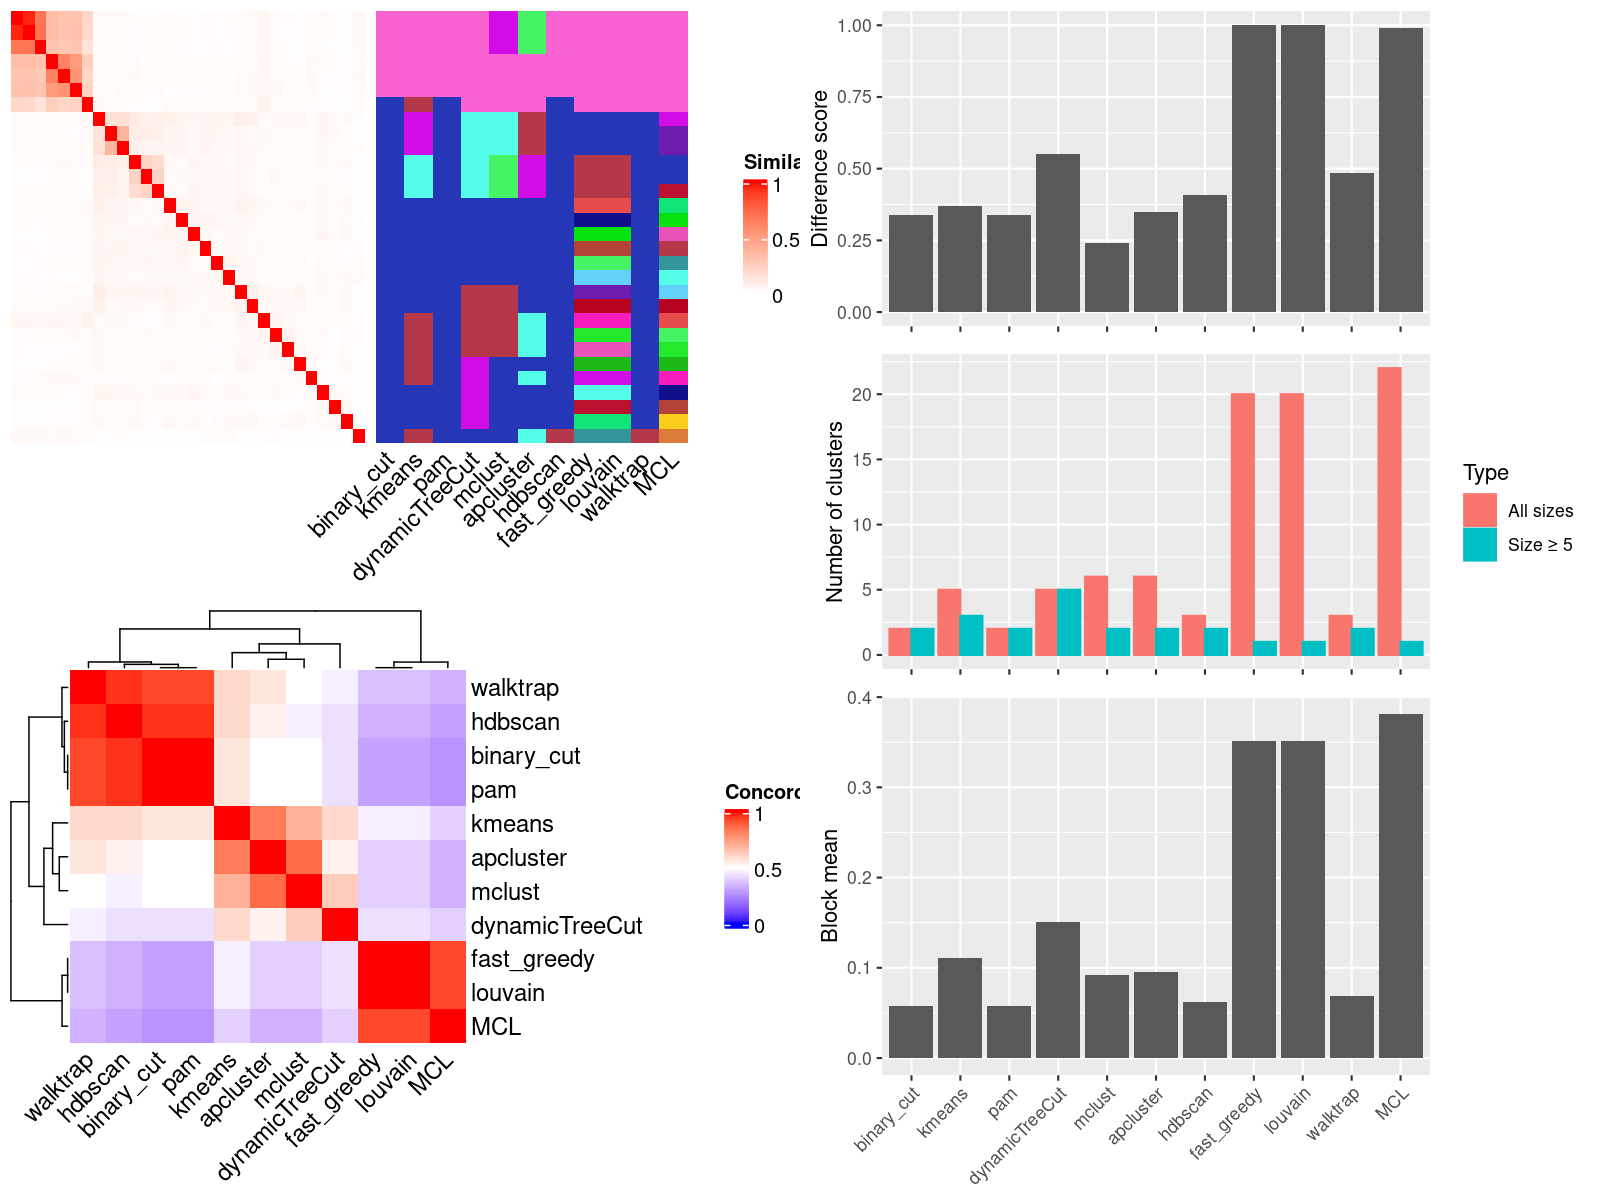 Simila
1
0.5
0
binary_cut
kmeans
pam
dynamicTreeCut
mclust
apcluster
hdbscan
fast_greedy
louvain
walktrap
MCL
walktrap
hdbscan
binary_cut
pam
kmeans
apcluster
mclust
dynamicTreeCut
fast_greedy
louvain
MCL
Concord
1
0.5
0
walktrap
hdbscan
binary_cut
pam
kmeans
apcluster
mclust
dynamicTreeCut
fast_greedy
louvain
MCL
Difference score
1.00
0.75
0.50
0.25
0.00
Number of clusters
20
15
10
5
0
Type
All sizes
Size ≥ 5
Block mean
0.4
0.3
0.2
0.1
0.0
binary_cut
kmeans
pam
dynamicTreeCut
mclust
apcluster
hdbscan
fast_greedy
louvain
walktrap
MCL